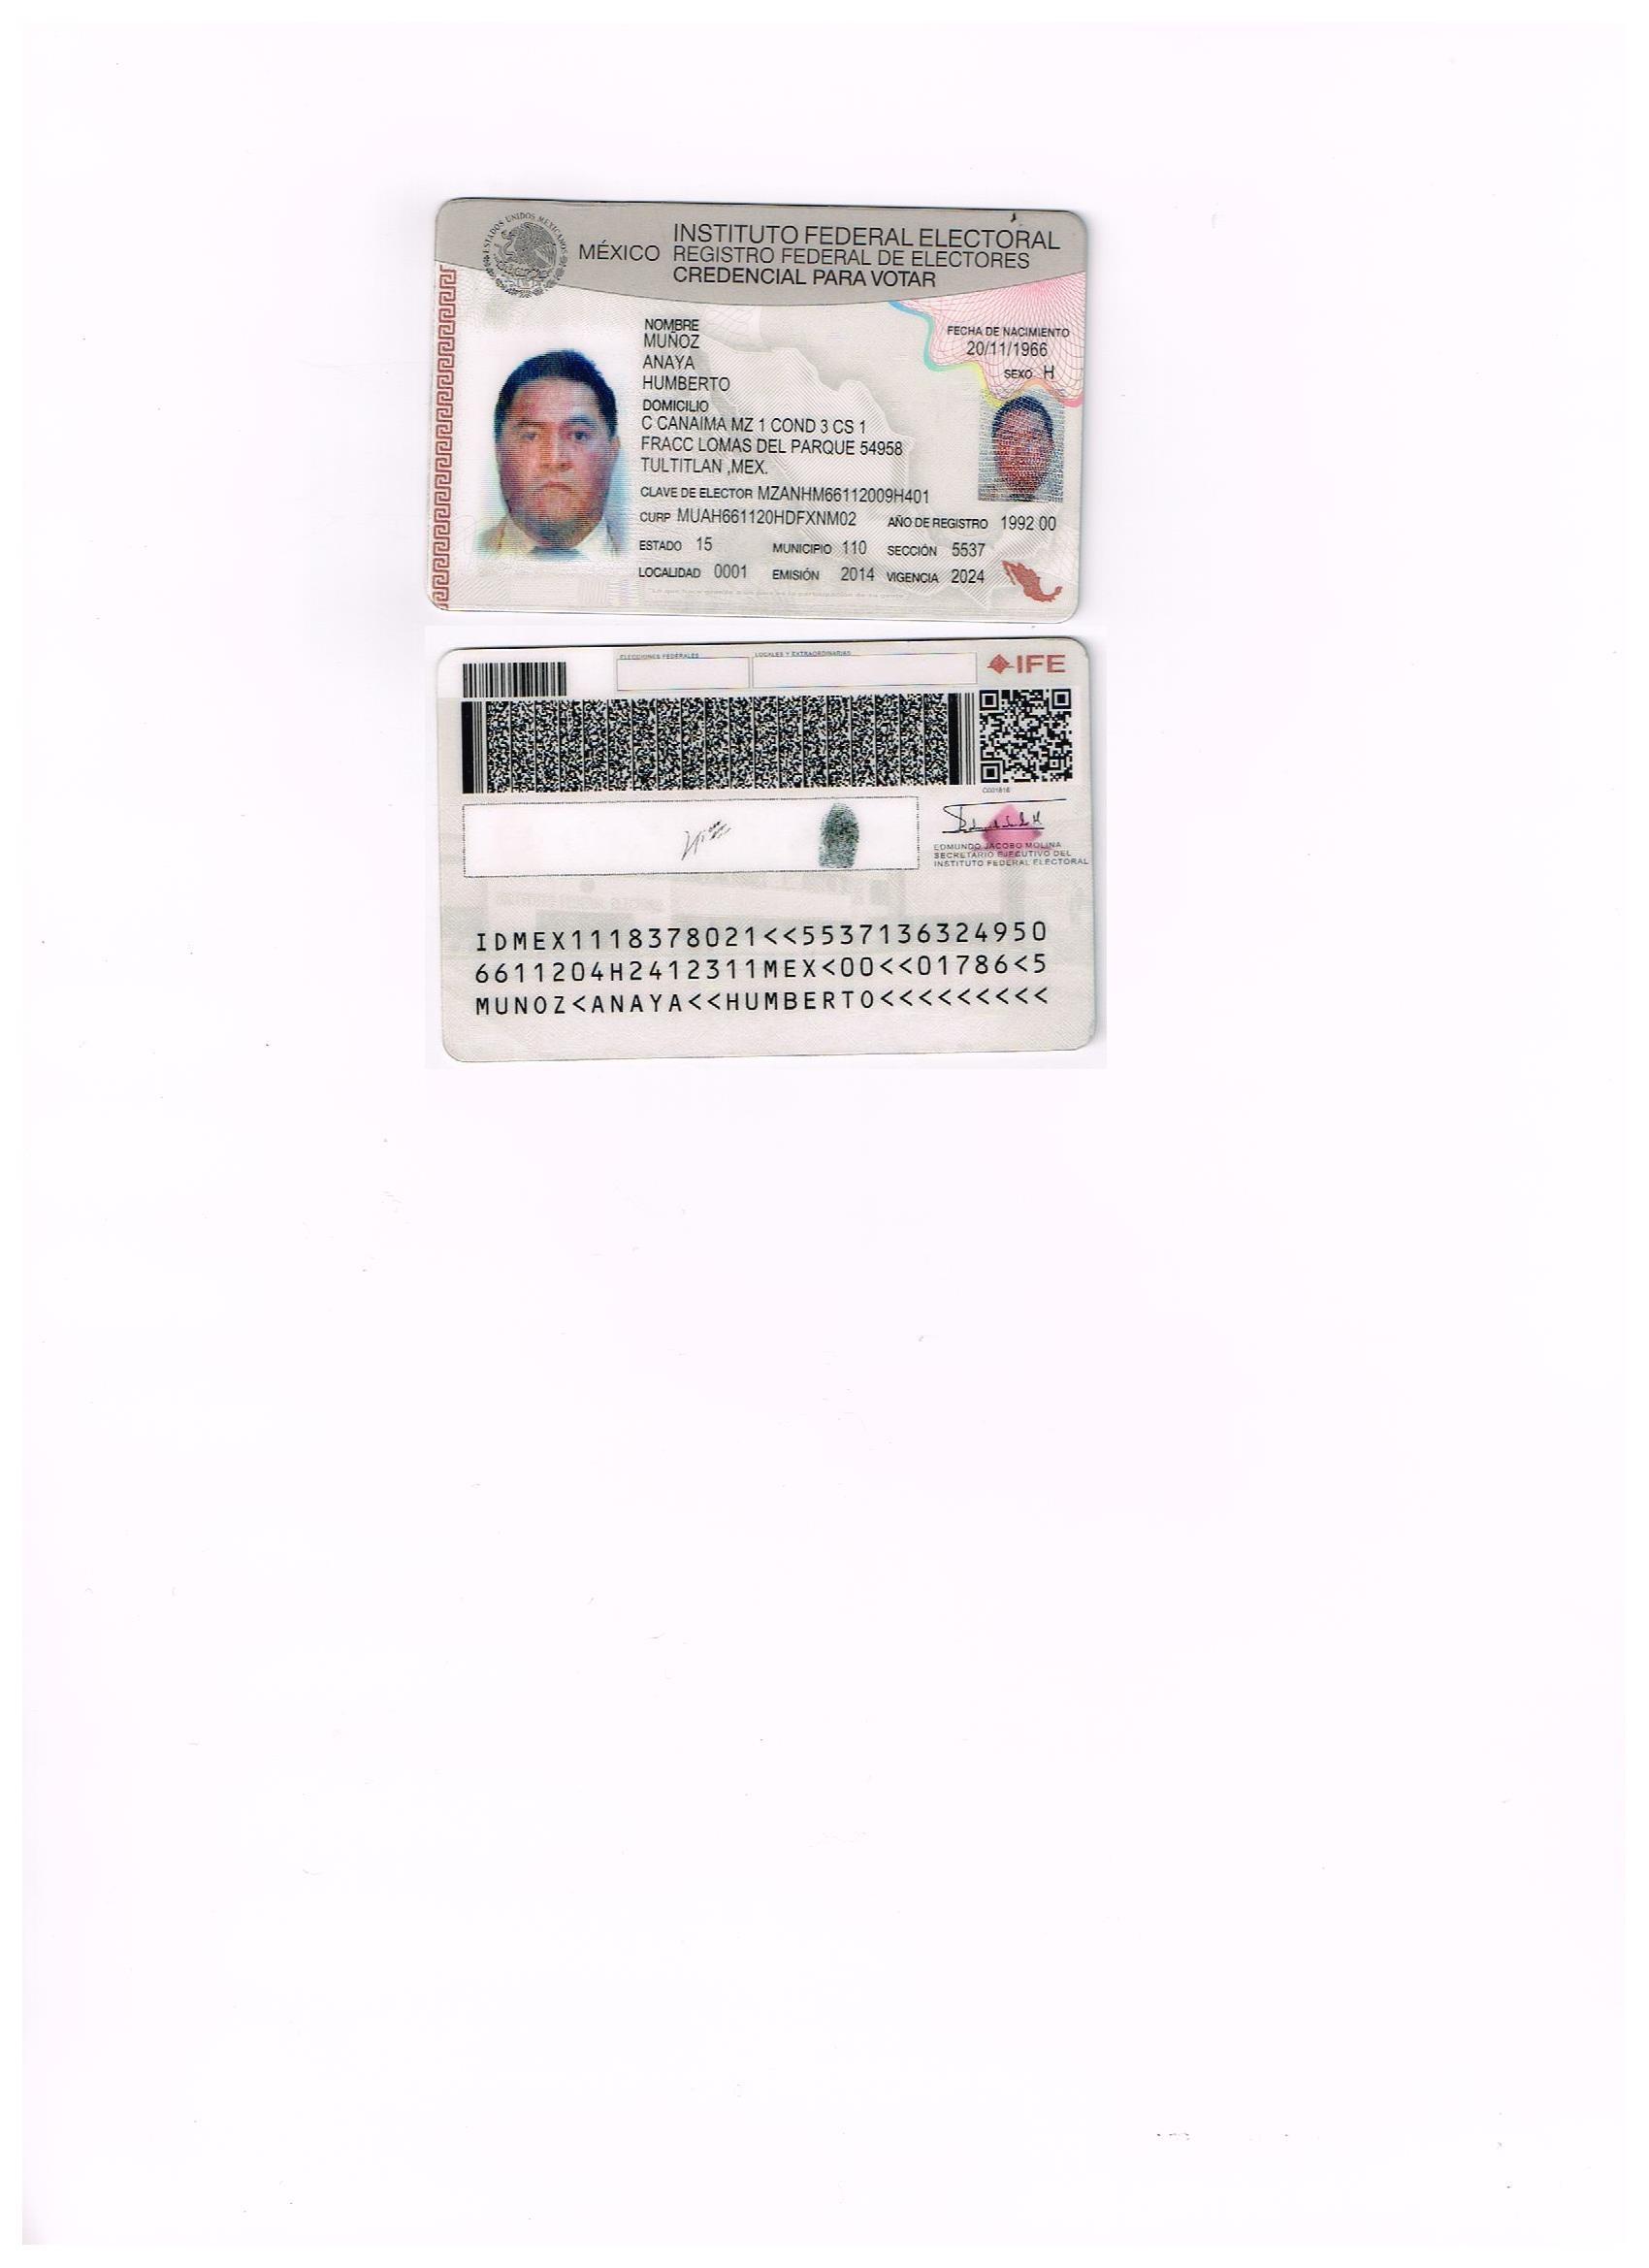 ESTADOS UNIDOS MEXICANOS
MÉXICO
INSTITUTO FEDERAL ELECTORAL
REGISTRO FEDERAL DE ELECTORES
CREDENCIAL PARA VOTAR
NOMBRE
MUÑOZ
ANAYA
HUMBERTO
FECHA DE NACIMIENTO
20/11/1966
SEXO H
DOMICILIO
C CANAIMA MZ 1 COND 3 CS 1
FRACC LOMAS DEL PARQUE 54958
TULTITLAN ,MEX.
CLAVE DE ELECTOR MZANHM66112009H401
CURP MUAH661120HDFXNM02 AÑO DE REGISTRO 1992 00
ESTADO 15 MUNICIPIO 110 SECCIÓN 5537
LOCALIDAD 0001 EMISIÓN 2014 VIGENCIA 2024
ELECCIONES FEDERALES LOCALES Y EXTRAORDINARIAS
IFE
EDMUNDO JACOBO MOLINA
SECRETARIO EJECUTIVO DEL
INSTITUTO FEDERAL ELECTORAL
IDMEX1118378021<<5537136324950
6611204H2412311MEX<00<<01786<5
MUNOZ<ANAYA<<HUMBERTO<<<<<<<<<